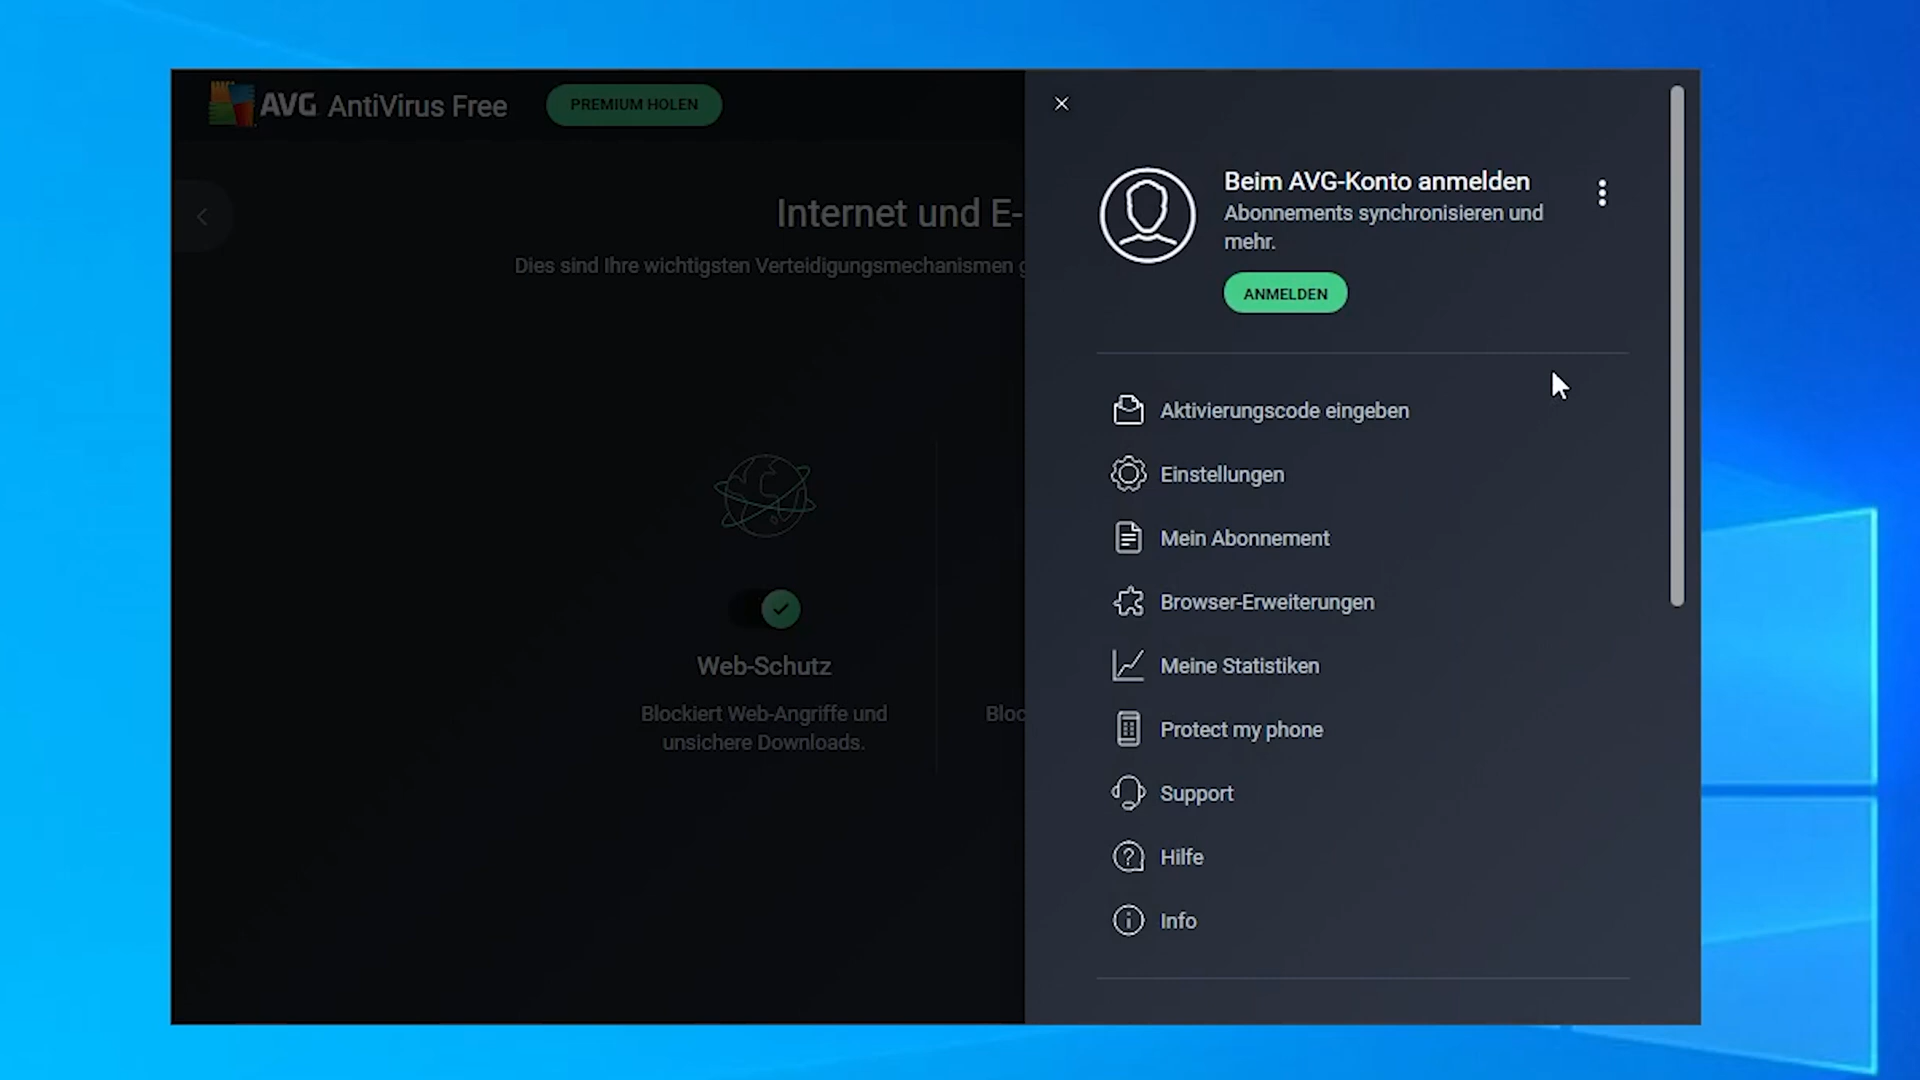 AVG AntiVirus Free
PREMIUM HOLEN
Internet und E-
Dies sind Ihre wichtigsten Verteidigungsmechanismen g
Web-Schutz
Blockiert Web-Angriffe und
unsichere Downloads.
Bloc
Beim AVG-Konto anmelden
Abonnements synchronisieren und
mehr.
ANMELDEN
Aktivierungscode eingeben
Einstellungen
Mein Abonnement
Browser-Erweiterungen
Meine Statistiken
Protect my phone
Support
Hilfe
Info